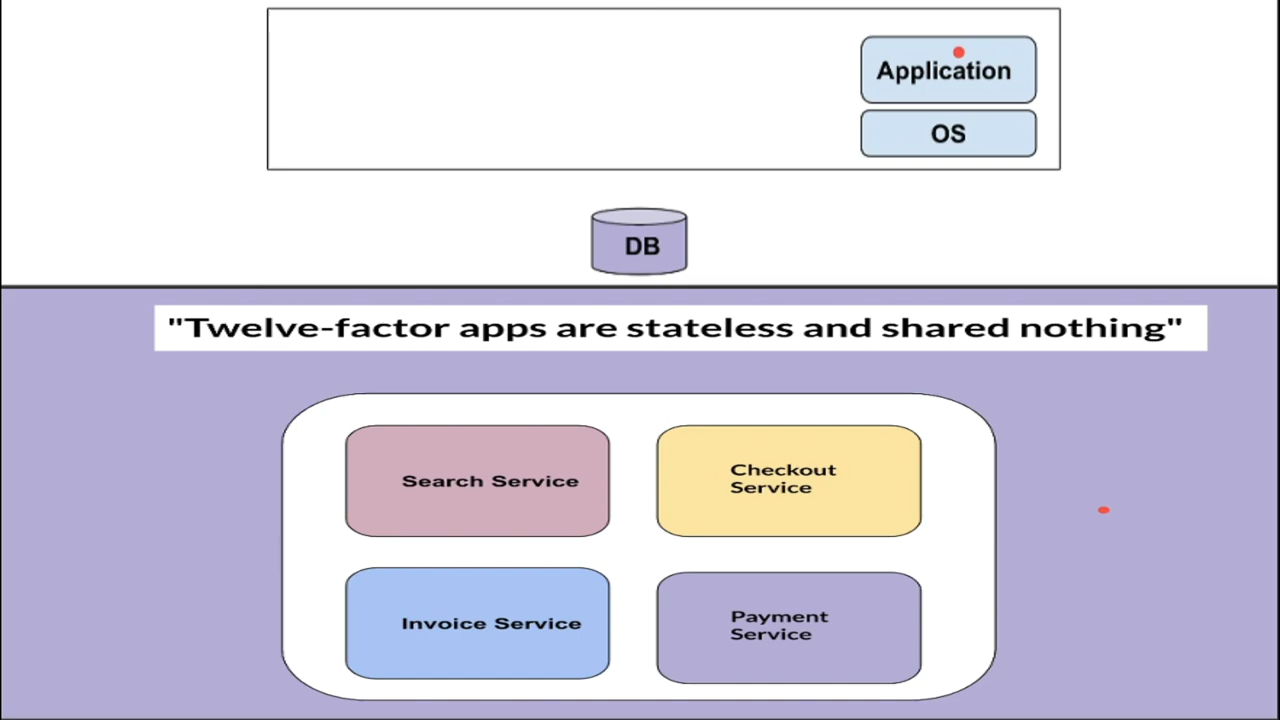 Application
OS
DB
"Twelve-factor apps are stateless and shared nothing"
Search Service
Checkout
Service
Invoice Service
Payment
Service